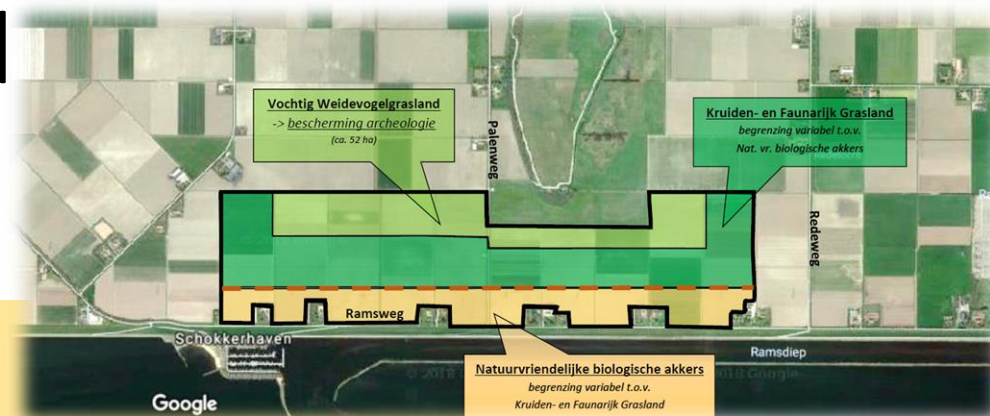 Vochtig Weidevogelgrasland
-> bescherming archeologie
(ca. 52 ha)
Palenweg
Kruiden- en Faunarijk Grasland
begrenzing variabel t.o.v.
Nat. vr. biologische akkers
Redeweg
Ramsweg
Schokkerhaven
Ramsdiep
Natuurvriendelijke biologische akkers
begrenzing variabel t.o.v.
Kruiden- en Faunarijk Grasland
Google